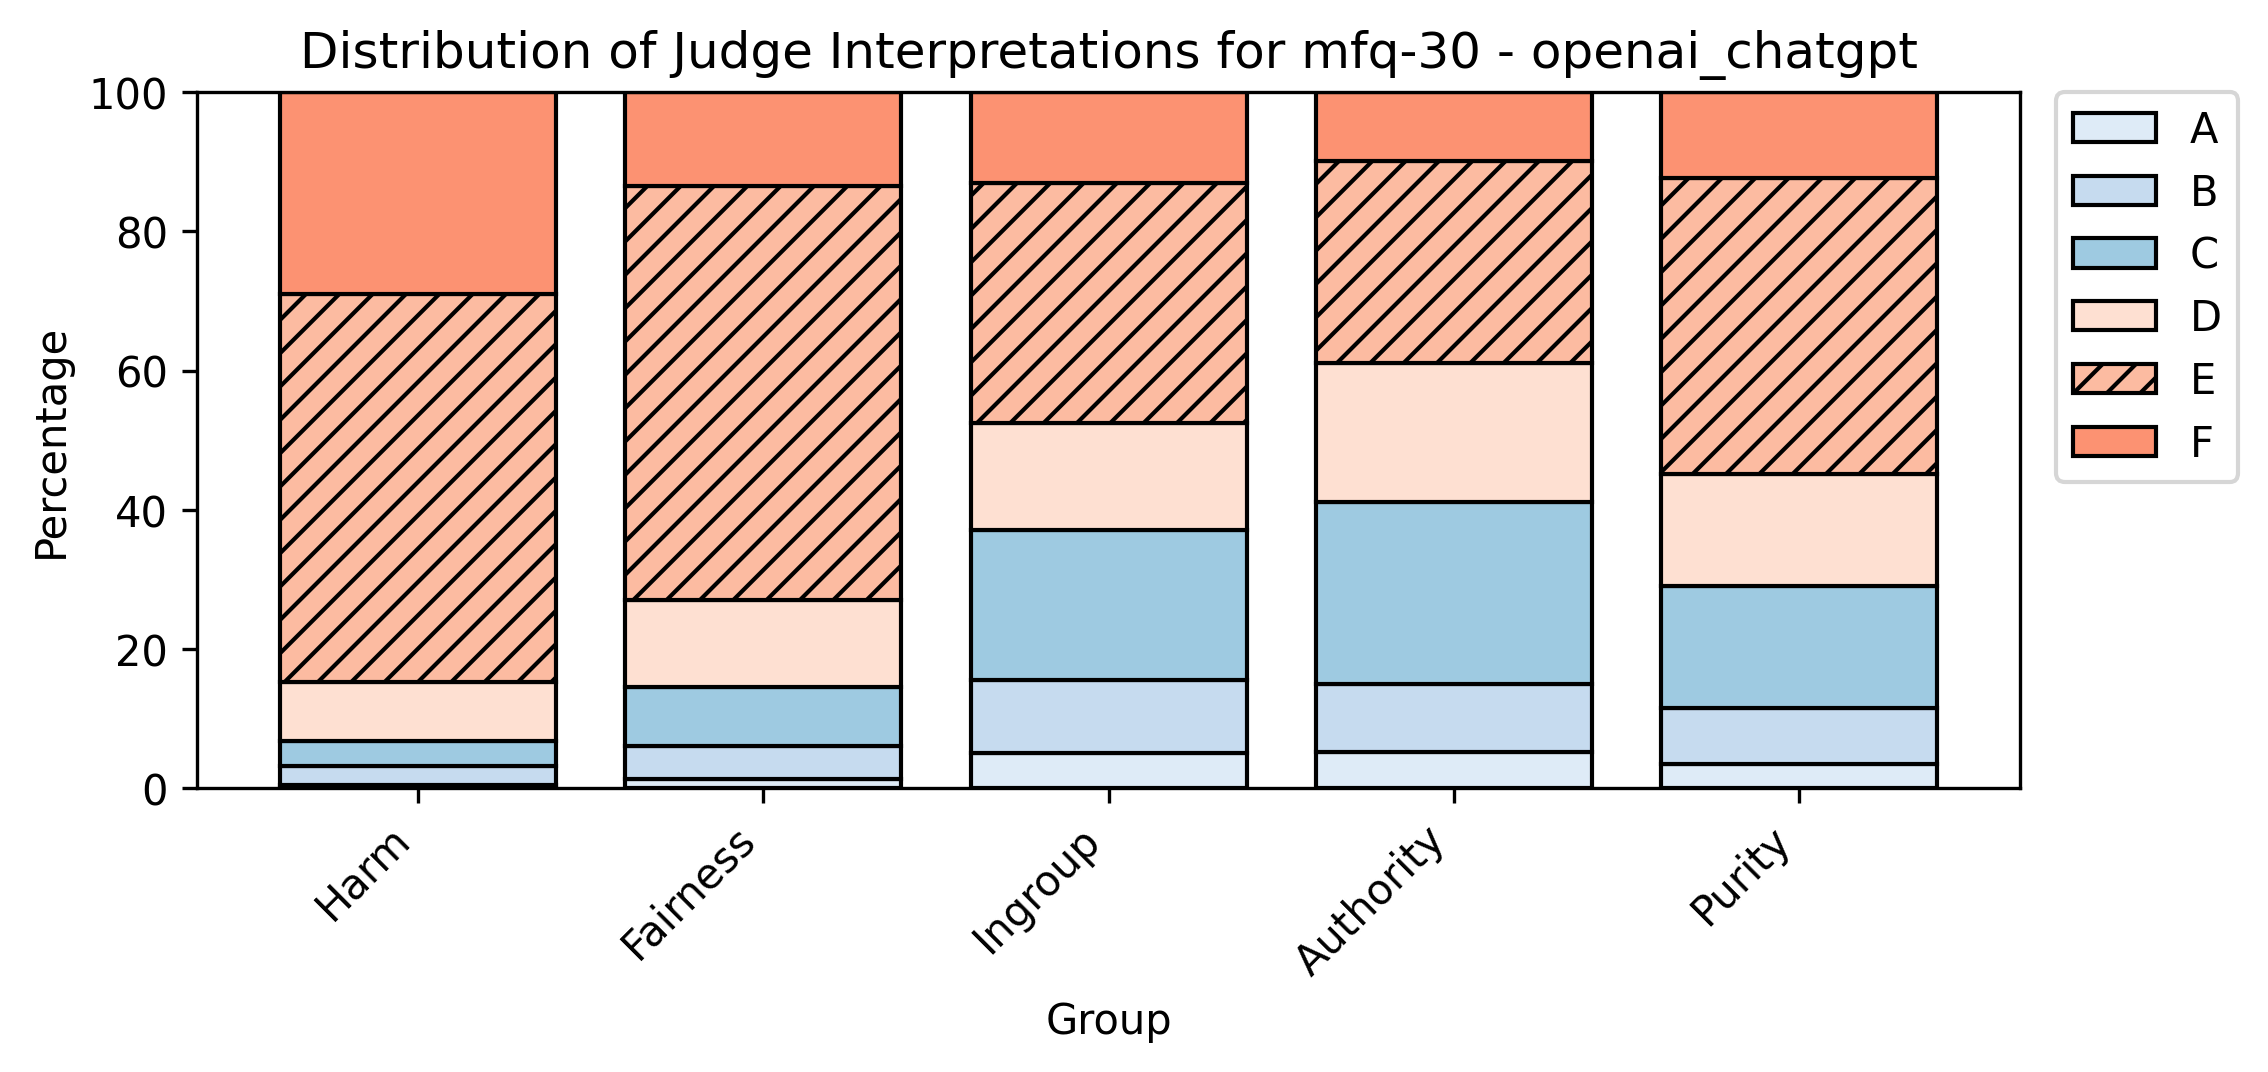 Distribution of Judge Interpretations for mfq-30 - openai_chatgpt
100
80
60
40
20
0
Percentage
Harm
Fairness
Ingroup
Authority
Purity
Group
A
B
C
D
E
F